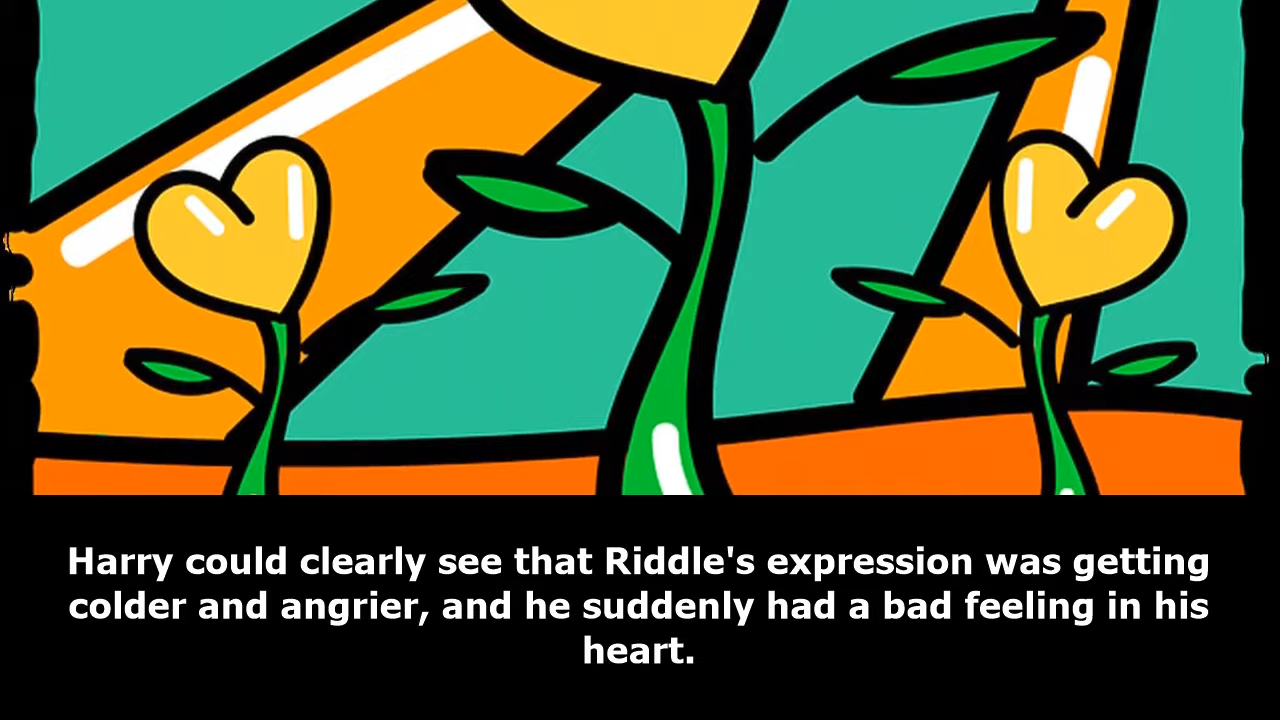 Harry could clearly see that Riddle's expression was getting
colder and angrier, and he suddenly had a bad feeling in his
heart.